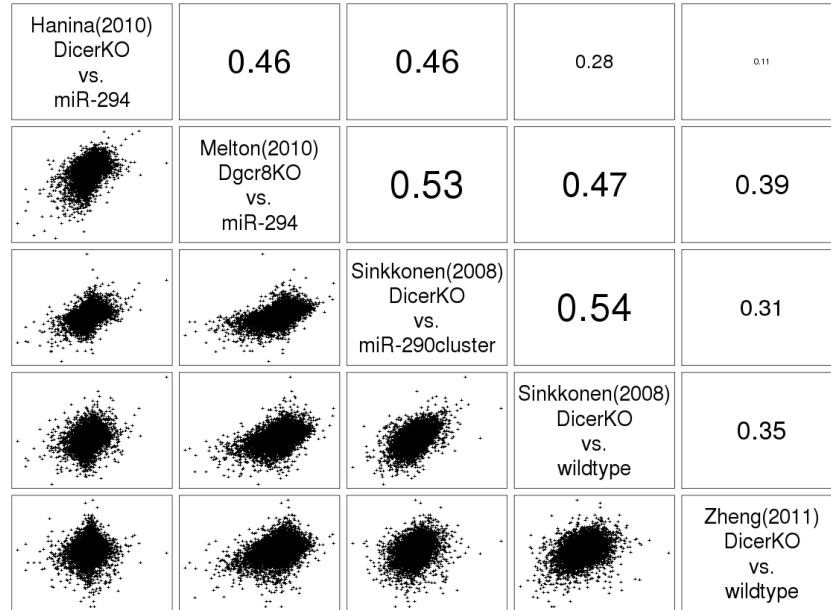 Hanina(2010)
DicerKO
vs.
miR-294
0.46
0.46
0.28
0.11
Melton(2010)
Dgcr8KO
vs.
miR-294
0.53
0.47
0.39
Sinkkonen(2008)
DicerKO
vs.
miR-290cluster
0.54
0.31
Sinkkonen(2008)
DicerKO
vs.
wildtype
0.35
Zheng(2011)
DicerKO
vs.
wildtype